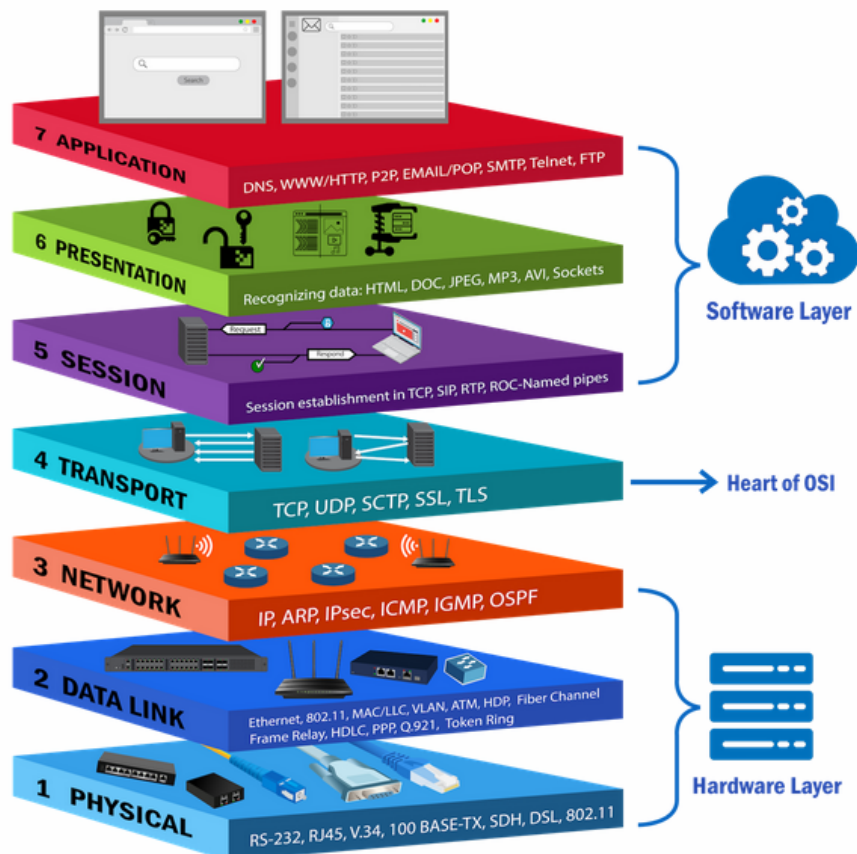 Search
7 APPLICATION
DNS, WWW/HTTP, P2P, EMAIL/POP, SMTP, Telnet, FTP
6 PRESENTATION
Recognizing data: HTML, DOC, JPEG, MP3, AVI, Sockets
Software Layer
Request
Respond
5 SESSION
Session establishment in TCP, SIP, RTP, ROC-Named pipes
4 TRANSPORT
TCP, UDP, SCTP, SSL, TLS
Heart of OSI
3 NETWORK
IP, ARP, IPsec, ICMP, IGMP, OSPF
2 DATA LINK
Ethernet, 802.11, MAC/LLC, VLAN, ATM, HDP, Fiber Channel
Frame Relay, HDLC, PPP, Q.921, Token Ring
Hardware Layer
1 PHYSICAL
RS-232, RJ45, V.34, 100 BASE-TX, SDH, DSL, 802.11